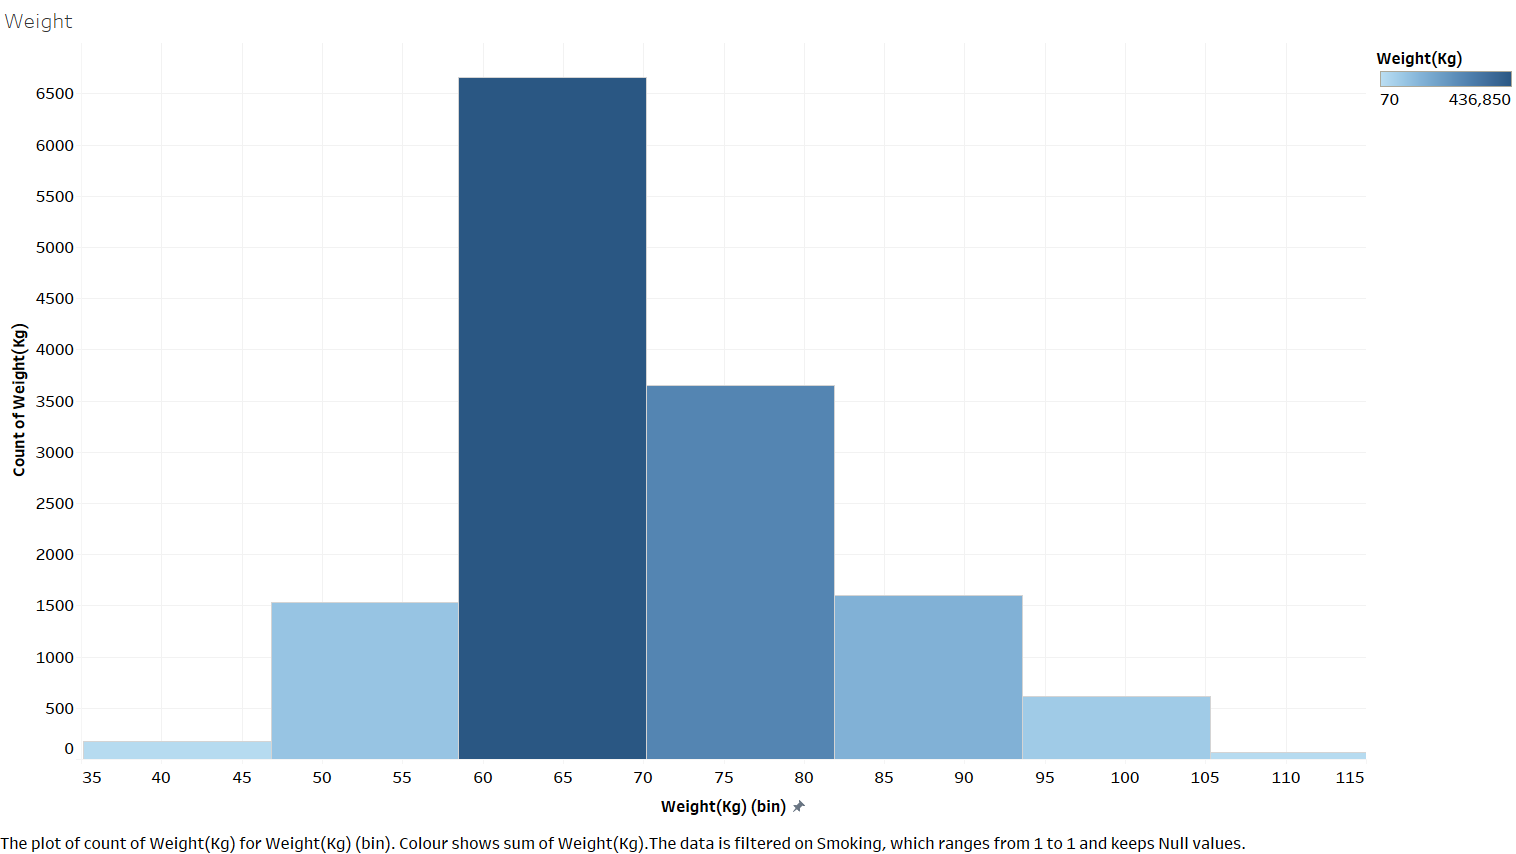 Weight
Weight(Kg)
70 436,850
6500
6000
5500
5000
4500
4000
3500
3000
2500
2000
1500
1000
500
0
Count of Weight(Kg)
35 40 45 50 55 60 65 70 75 80 85 90 95 100 105 110 115
Weight(Kg) (bin)
The plot of count of Weight(Kg) for Weight(Kg) (bin). Colour shows sum of Weight(Kg).The data is filtered on Smoking, which ranges from 1 to 1 and keeps Null values.